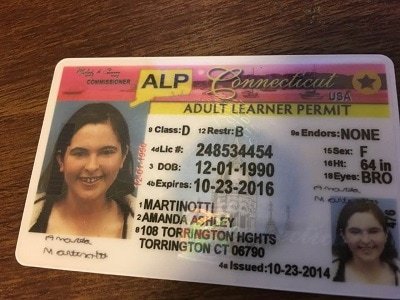 COMMISSIONER
ALP
Connecticut
USA
ADULT LEARNER PERMIT
9 Class:D 12 Restr:B 9a Endors:NONE
4d Lic #: 248534454 15 Sex: F
3 DOB: 12-01-1990 16 Ht: 64 in
4b Expires: 10-23-2016 18 Eyes: BRO
12-01-1990
1 MARTINOTTI
2 AMANDA ASHLEY
8 108 TORRINGTON HGHTS
TORRINGTON CT 06790
4a Issued:10-23-2014
Amanda
Martinotti